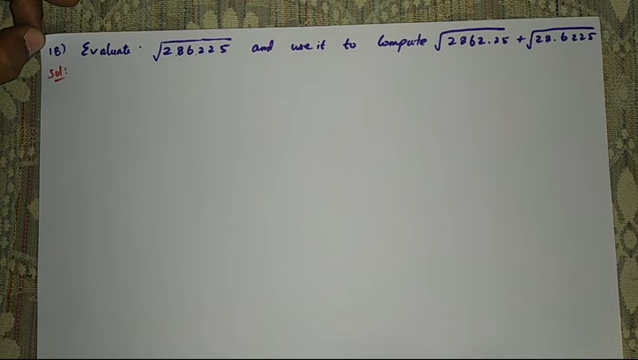 18) Evaluate. √286225 and use it to Compute √2862.25 + √28.6225
Sol: